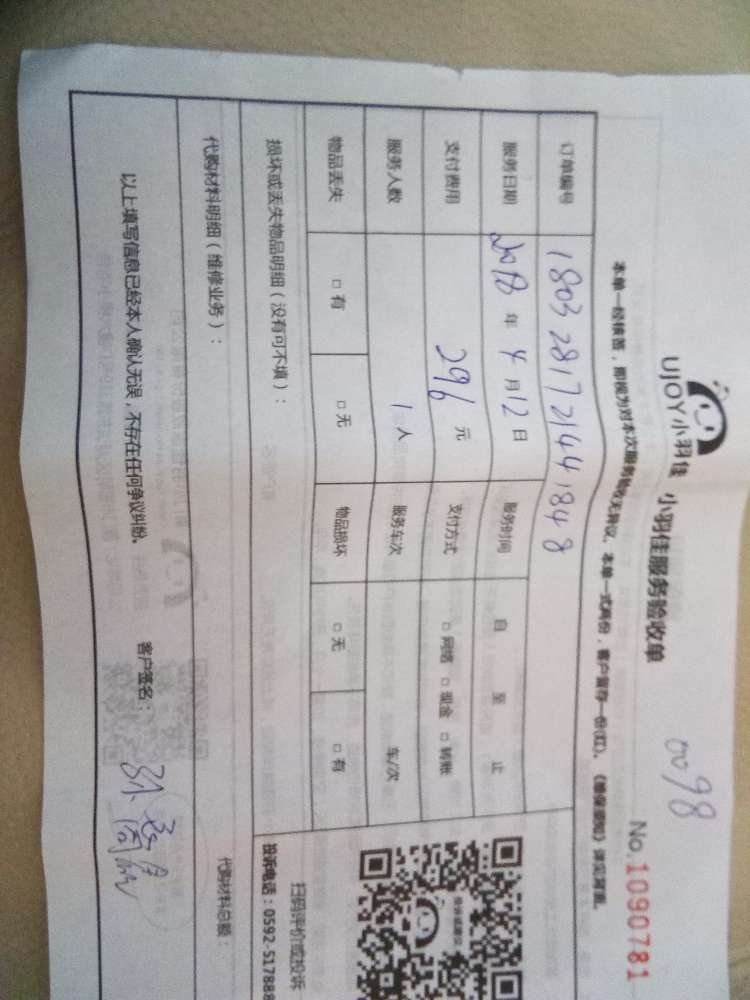 UJOY小羽佳 小羽佳服务验收单
0098
No.1090781
本单一经核签，即视为对本次服务验收无异议。本单一式两份，客户留存一份(红)。《维保须知》详见背面。
订单编号 180328172144 1848
服务日期 2018 年 4 月 12 日 服务时间 自 至 止
支付费用 296 元 支付方式 □ 网络 □ 现金 □ 转账
服务人数 1 人 服务车次 车/次
物品丢失 □ 有 □ 无 物品损坏 □ 无 □ 有
损坏或丢失物品明细（没有可不填）：
扫码评价或投诉
投诉电话：0592-517888
代购材料明细（维修业务）：
代购材料总额：
以上填写信息已经本人确认无误，不存在任何争议纠纷。
客户签名：